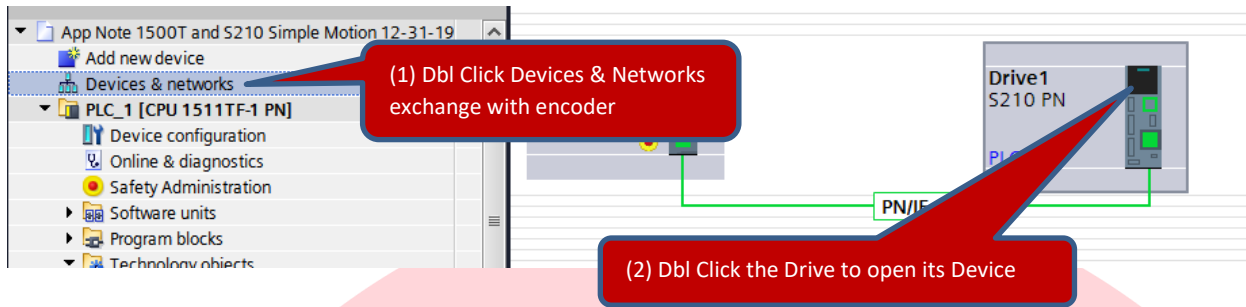 App Note 1500T and S210 Simple Motion 12-31-19
Add new device
Devices & networks
PLC_1 [CPU 1511TF-1 PN]
Device configuration
Online & diagnostics
Safety Administration
Software units
Program blocks
Technology objects
(1) Dbl Click Devices & Networks
exchange with encoder
Drive1
S210 PN
PN/IE
(2) Dbl Click the Drive to open its Device